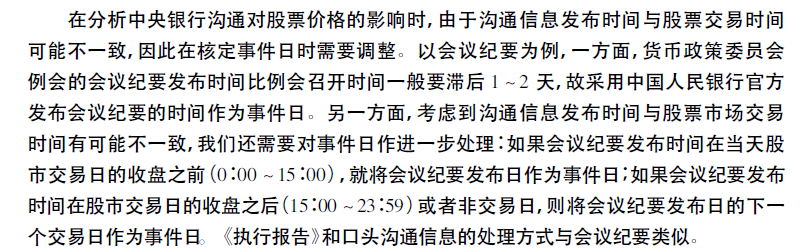 在分析中央银行沟通对股票价格的影响时,由于沟通信息发布时间与股票交易时间
可能不一致,因此在核定事件日时需要调整。以会议纪要为例,一方面,货币政策委员会
例会的会议纪要发布时间比例会召开时间一般要滞后 1~2 天,故采用中国人民银行官方
发布会议纪要的时间作为事件日。另一方面,考虑到沟通信息发布时间与股票市场交易
时间有可能不一致,我们还需要对事件日作进一步处理:如果会议纪要发布时间在当天股
市交易日的收盘之前(0:00~15:00),就将会议纪要发布日作为事件日;如果会议纪要发布
时间在股市交易日的收盘之后(15:00~23:59)或者非交易日,则将会议纪要发布日的下一
个交易日作为事件日。《执行报告》和口头沟通信息的处理方式与会议纪要类似。